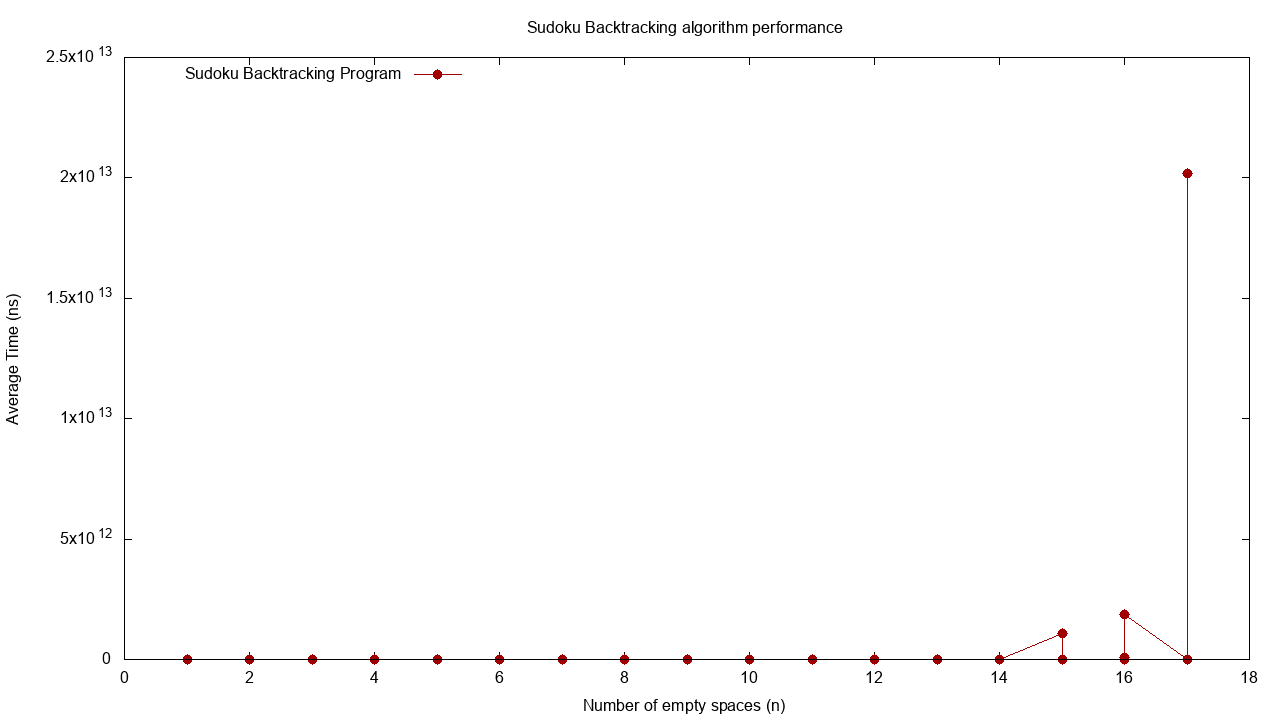 Sudoku Backtracking algorithm performance
2.5x10 13
Sudoku Backtracking Program
2x10 13
1.5x10 13
1x10 13
5x10 12
0
0 2 4 6 8 10 12 14 16 18
Average Time (ns)
Number of empty spaces (n)